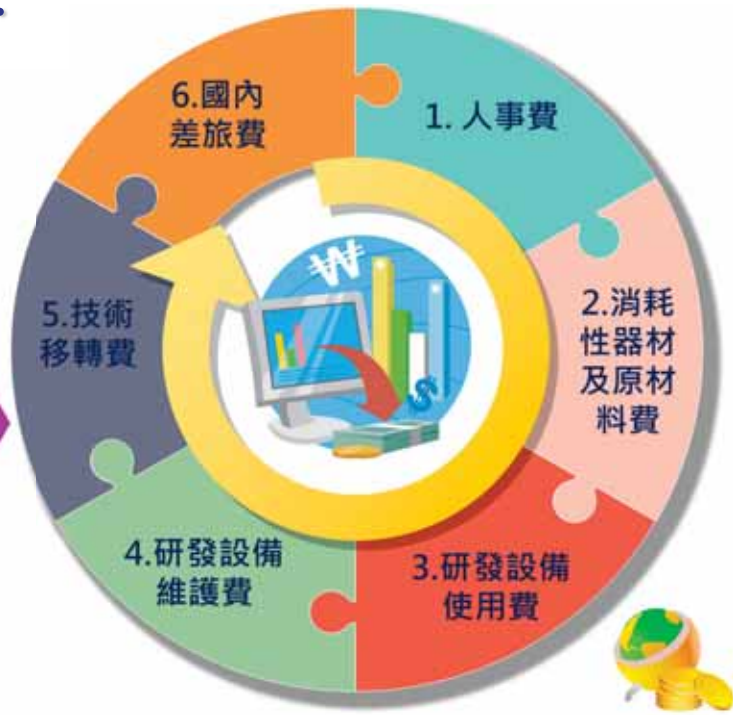 1. 人事費
2.消耗
性器材
及原材
料費
3.研發設備
使用費
4.研發設備
維護費
5.技術
移轉費
6.國內
差旅費
₩
$